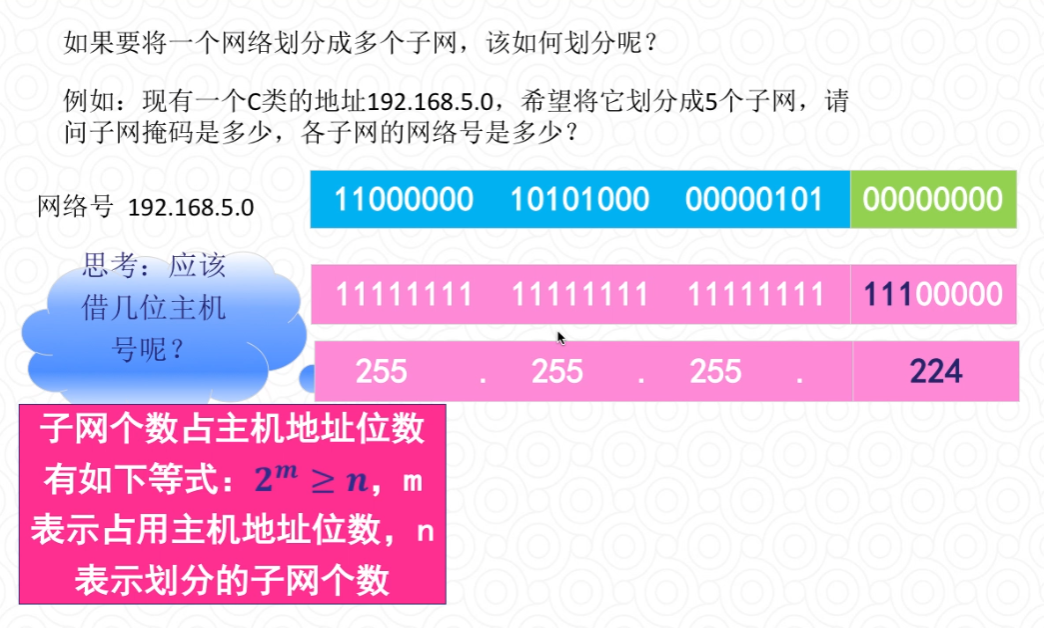 如果要将一个网络划分成多个子网，该如何划分呢？
例如：现有一个C类的地址192.168.5.0，希望将它划分成5个子网，请
问子网掩码是多少，各子网的网络号是多少？
网络号 192.168.5.0
11000000 10101000 00000101 00000000
思考：应该
借几位主机
号呢？
11111111 11111111 11111111 11100000
255 . 255 . 255 . 224
子网个数占主机地址位数
有如下等式：2^m ≥ n，m
表示占用主机地址位数，n
表示划分的子网个数